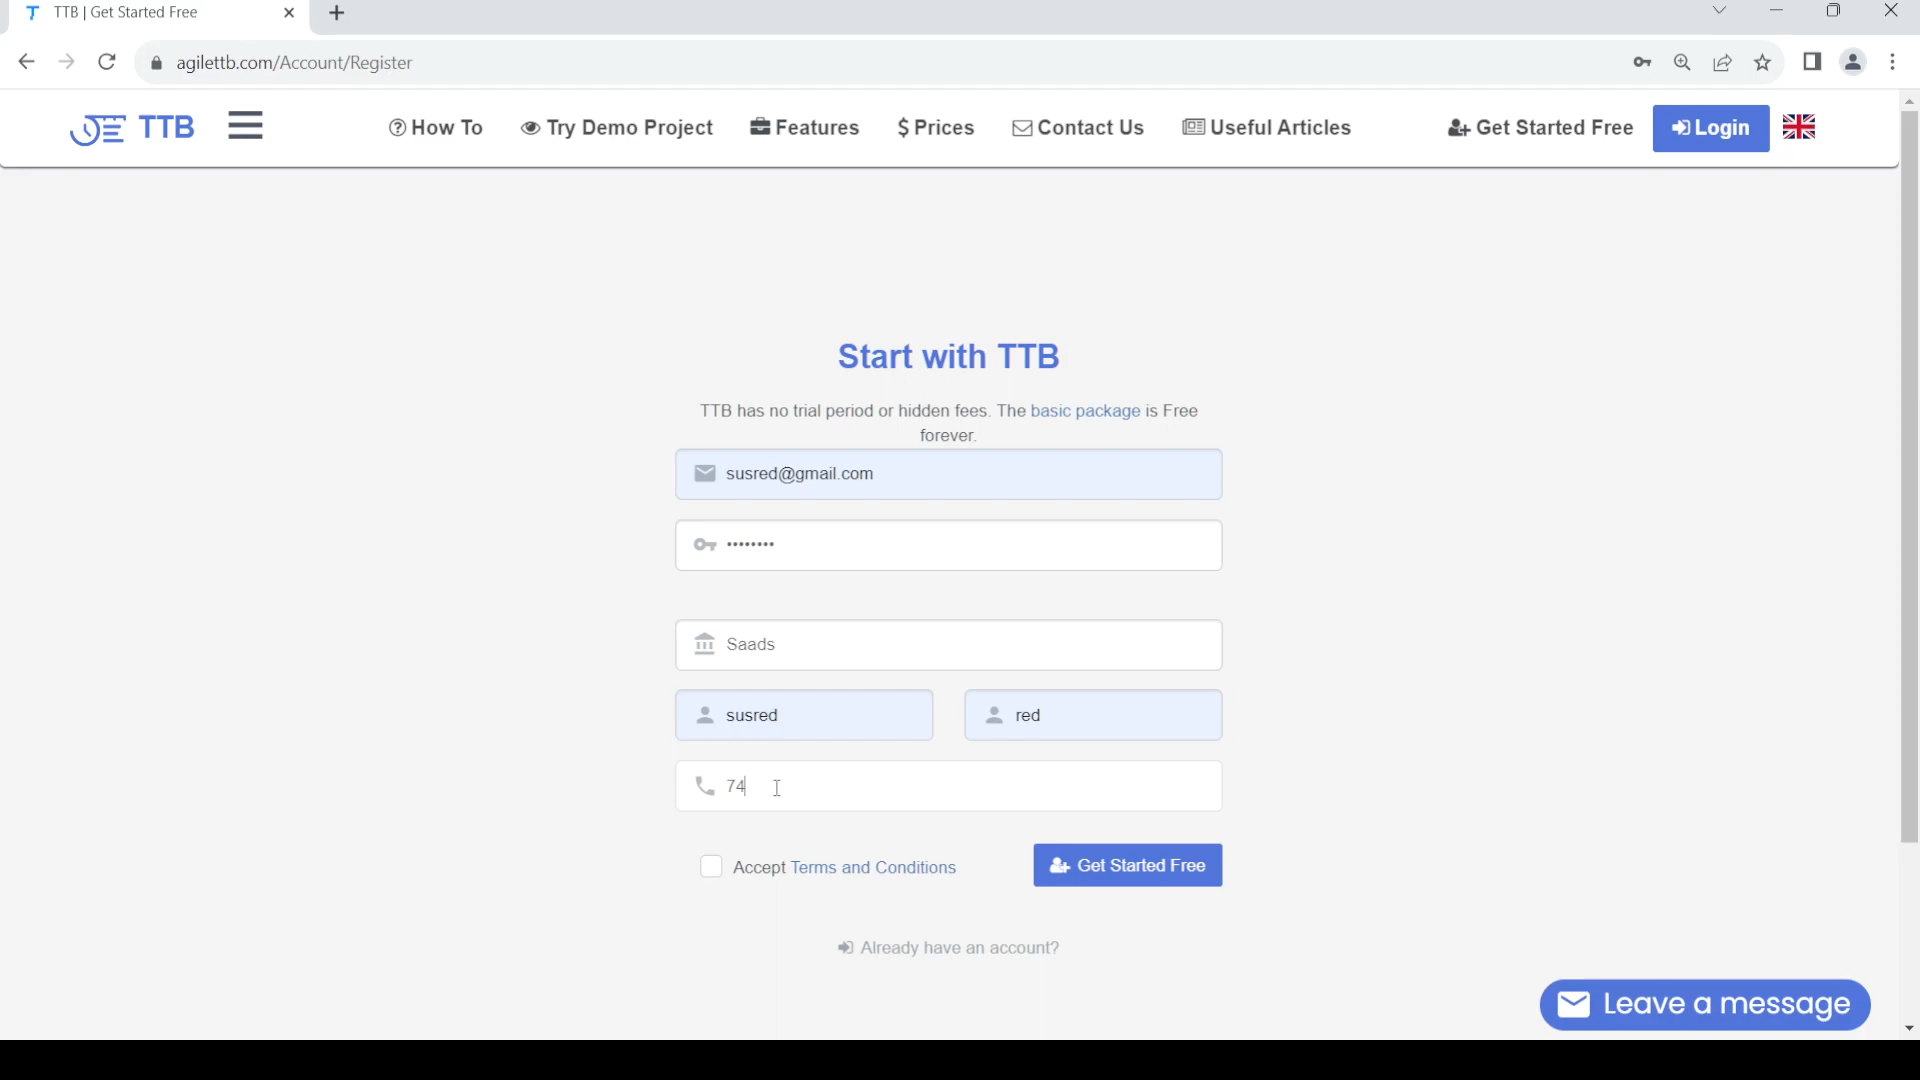 TTB | Get Started Free
agilettb.com/Account/Register
TTB
How To
Try Demo Project
Features
$ Prices
Contact Us
Useful Articles
Get Started Free
Login
Start with TTB
TTB has no trial period or hidden fees. The basic package is Free
forever.
susred@gmail.com
••••••••
Saads
susred
red
74
Accept Terms and Conditions
Get Started Free
Already have an account?
Leave a message